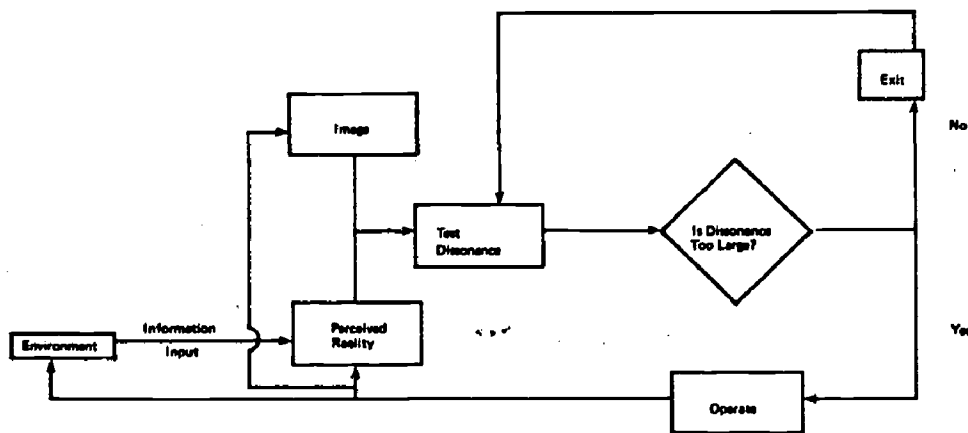 Exit
Image
No
Test
Dissonance
Is Dissonance
Too Large?
Information
Input
Environment
Perceived
Reality
Yes
Operate